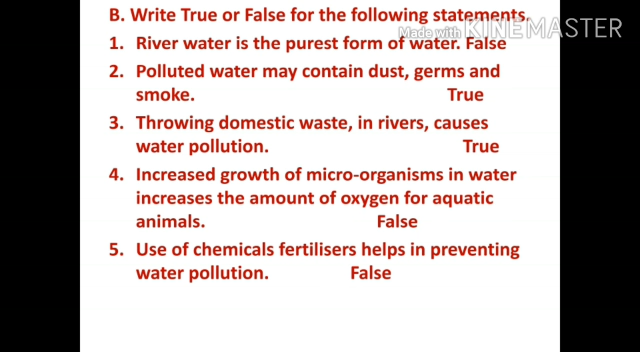 B. Write True or False for the following statements.
Made with KINEMASTER
1. River water is the purest form of water. False
2. Polluted water may contain dust, germs and
smoke. True
3. Throwing domestic waste, in rivers, causes
water pollution. True
4. Increased growth of micro-organisms in water
increases the amount of oxygen for aquatic
animals. False
5. Use of chemicals fertilisers helps in preventing
water pollution. False